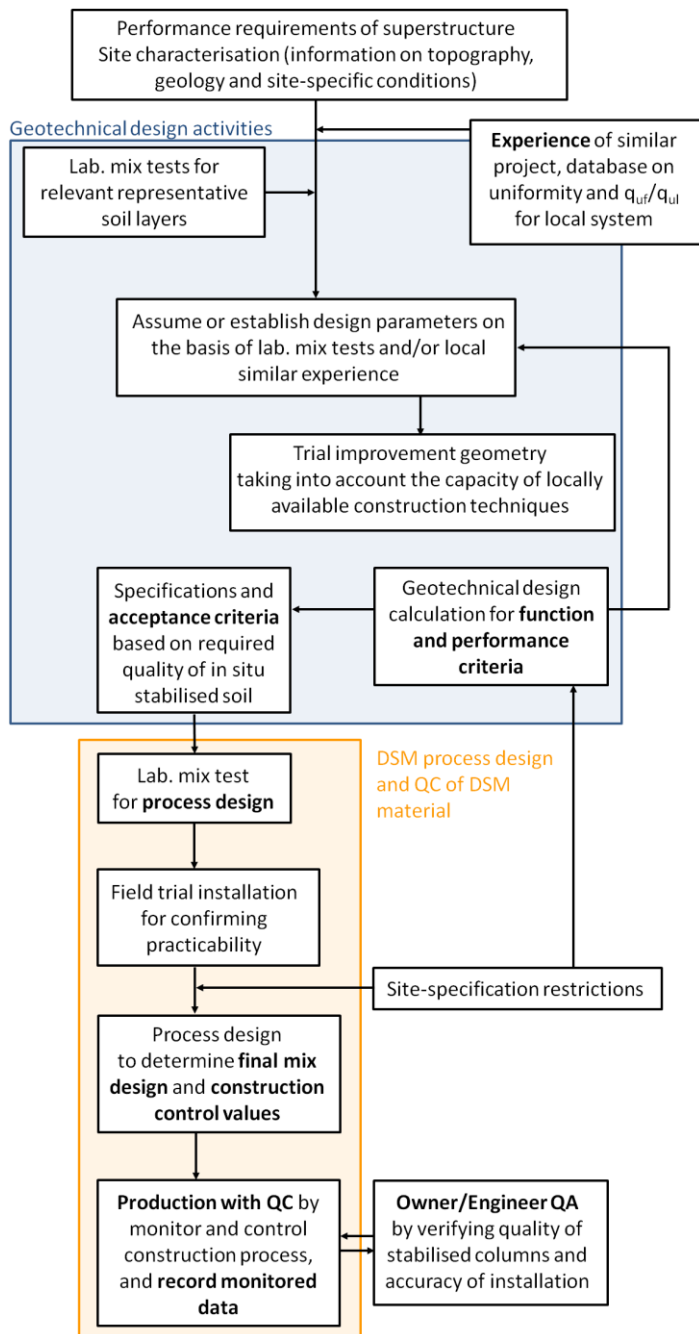 Performance requirements of superstructure
Site characterisation (information on topography,
geology and site-specific conditions)
Geotechnical design activities
Lab. mix tests for
relevant representative
soil layers
Experience of similar
project, database on
uniformity and quf/qul
for local system
Assume or establish design parameters on
the basis of lab. mix tests and/or local
similar experience
Trial improvement geometry
taking into account the capacity of locally
available construction techniques
Specifications and
acceptance criteria
based on required
quality of in situ
stabilised soil
Geotechnical design
calculation for function
and performance
criteria
DSM process design
and QC of DSM
material
Lab. mix test
for process design
Field trial installation
for confirming
practicability
Site-specification restrictions
Process design
to determine final mix
design and construction
control values
Production with QC by
monitor and control
construction process,
and record monitored
data
Owner/Engineer QA
by verifying quality of
stabilised columns and
accuracy of installation